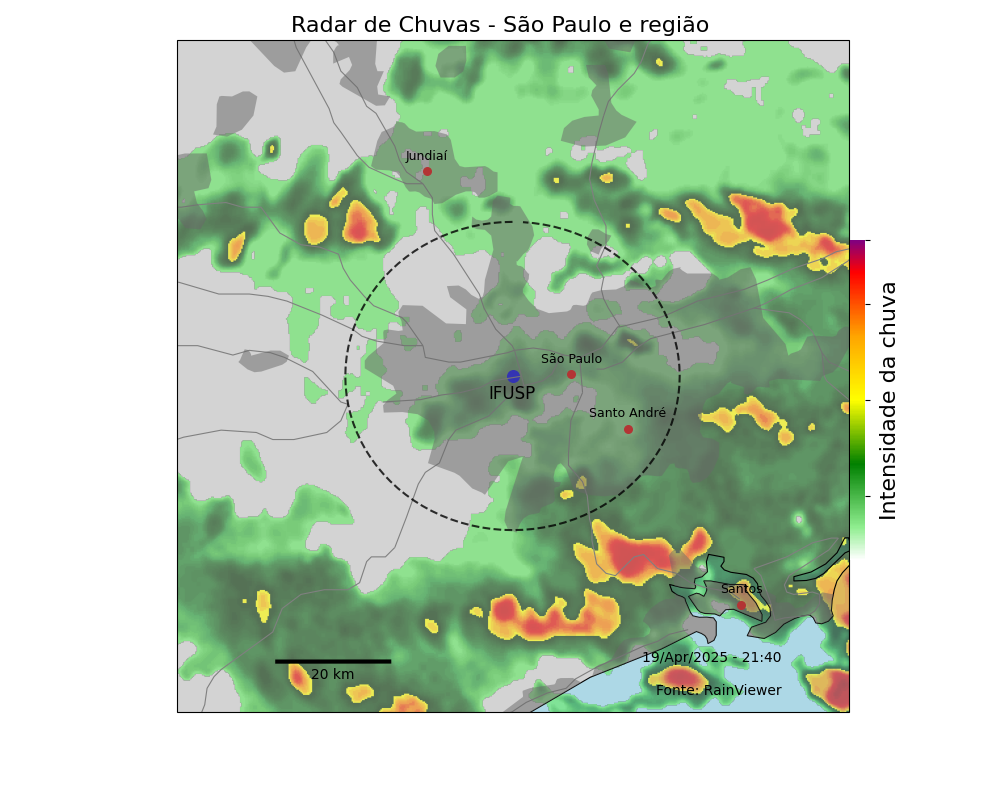 Radar de Chuvas - São Paulo e região
Jundiaí
São Paulo
IFUSP
Santo André
Santos
19/Apr/2025 - 21:40
20 km
Fonte: RainViewer
Intensidade da chuva